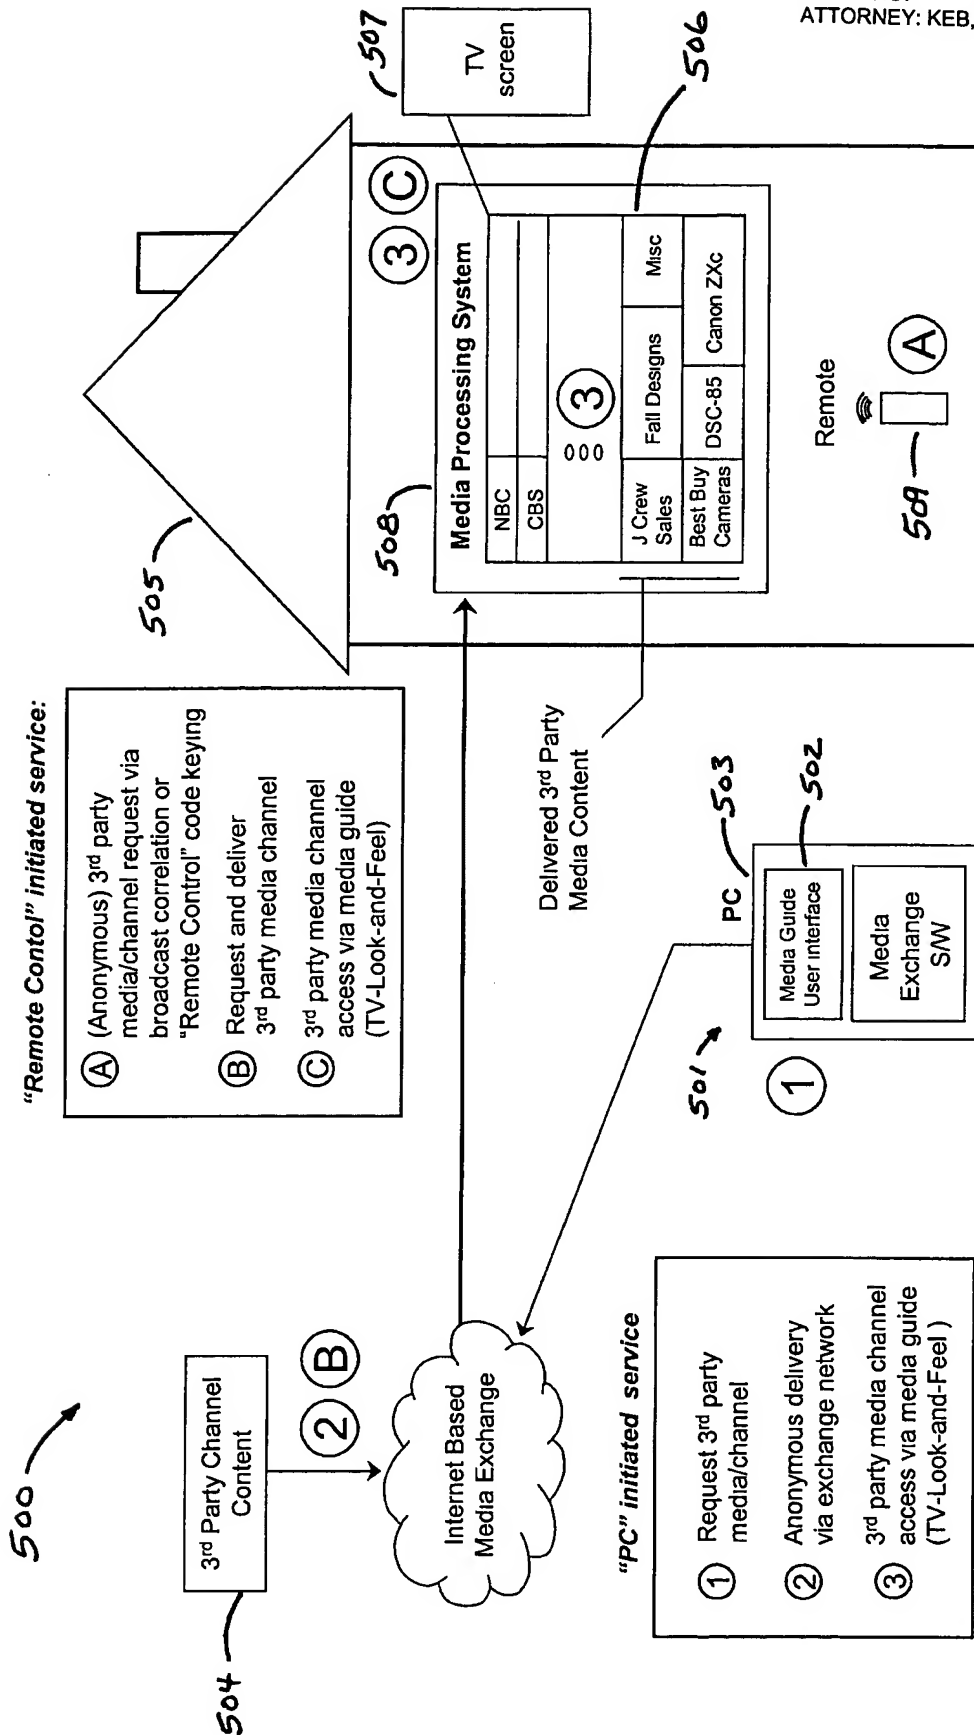 ATTORNEY: KEB,
500
504
3rd Party Channel
Content
2 B
Internet Based
Media Exchange
"Remote Contol" initiated service:
A (Anonymous) 3rd party
media/channel request via
broadcast correlation or
"Remote Control" code keying
B Request and deliver
3rd party media channel
C 3rd party media channel
access via media guide
(TV-Look-and-Feel)
"PC" initiated service
1 Request 3rd party
media/channel
2 Anonymous delivery
via exchange network
3 3rd party media channel
access via media guide
(TV-Look-and-Feel )
505
3 C
507
TV
screen
508
Media Processing System
NBC
CBS
000
3
J Crew
Sales
Fall Designs
Misc
Best Buy
Cameras
DSC-85
Canon ZXc
506
Delivered 3rd Party
Media Content
Remote
A
509
501
1
PC
503
Media Guide
User interface
502
Media
Exchange
S/W